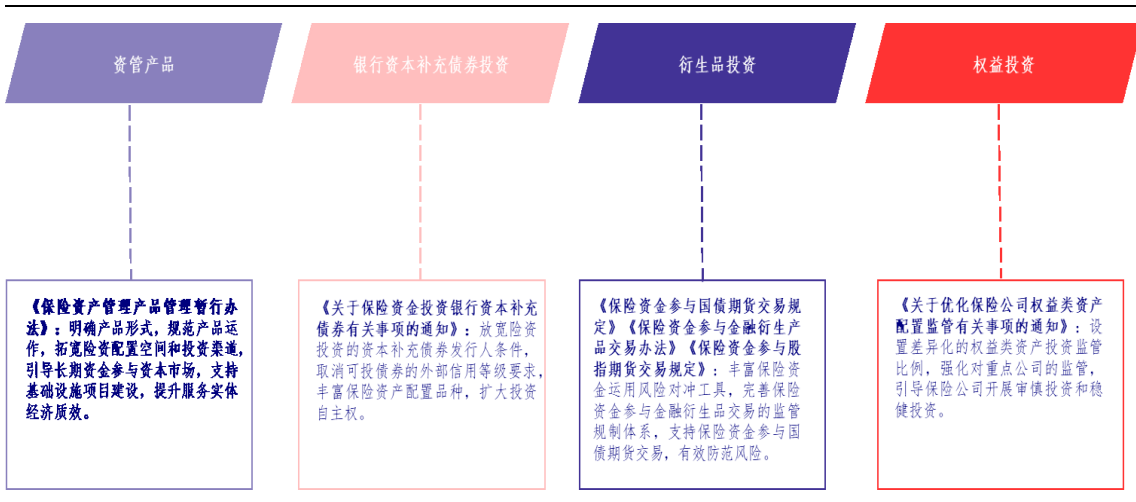 资管产品
银行资本补充债券投资
衍生品投资
权益投资
《保险资产管理产品管理暂行办
法》：明确产品形式，规范产品运
作，拓宽险资配置空间和投资渠道，
引导长期资金参与资本市场，支持
基础设施项目建设，提升服务实体
经济质效。
《关于保险资金投资银行资本补充
债券有关事项的通知》：放宽险资
投资的资本补充债券发行人条件，
取消可投债券的外部信用等级要求，
丰富保险资产配置品种，扩大投资
自主权。
《保险资金参与国债期货交易规
定》《保险资金参与金融衍生产
品交易办法》《保险资金参与股
指期货交易规定》：丰富保险资
金运用风险对冲工具，完善保险
资金参与金融衍生品交易的监管
规制体系，支持保险资金参与国
债期货交易，有效防范风险。
《关于优化保险公司权益类资产
配置监管有关事项的通知》：设
置差异化的权益类资产投资监管
比例，强化对重点公司的监管，
引导保险公司开展审慎投资和稳
健投资。